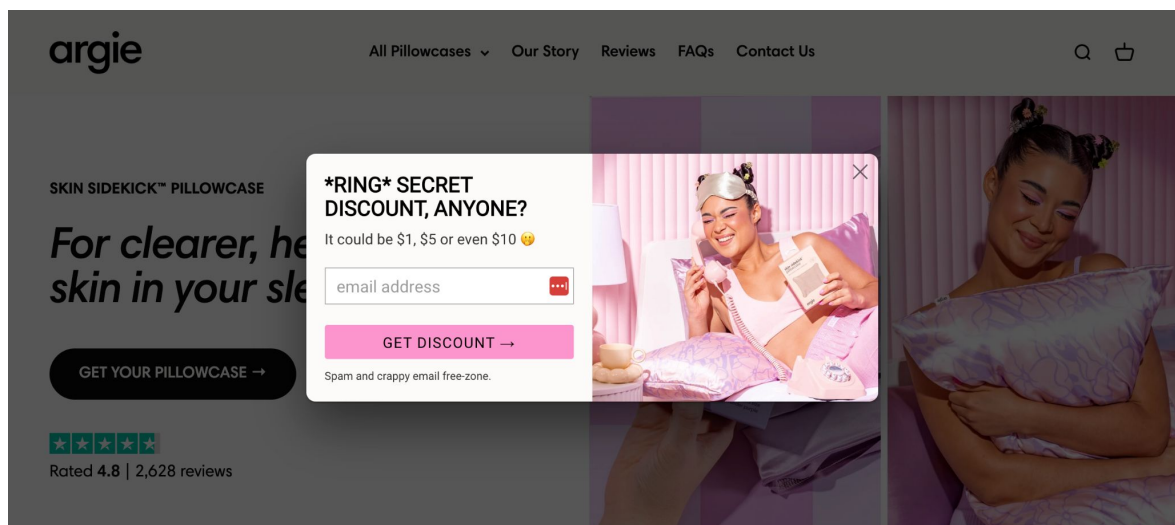 argie
All Pillowcases
Our Story
Reviews
FAQs
Contact Us
SKIN SIDEKICK™ PILLOWCASE
For clearer, he
skin in your sle
GET YOUR PILLOWCASE →
Rated 4.8 | 2,628 reviews
*RING* SECRET
DISCOUNT, ANYONE?
It could be $1, $5 or even $10 🤫
email address
GET DISCOUNT →
Spam and crappy email free-zone.